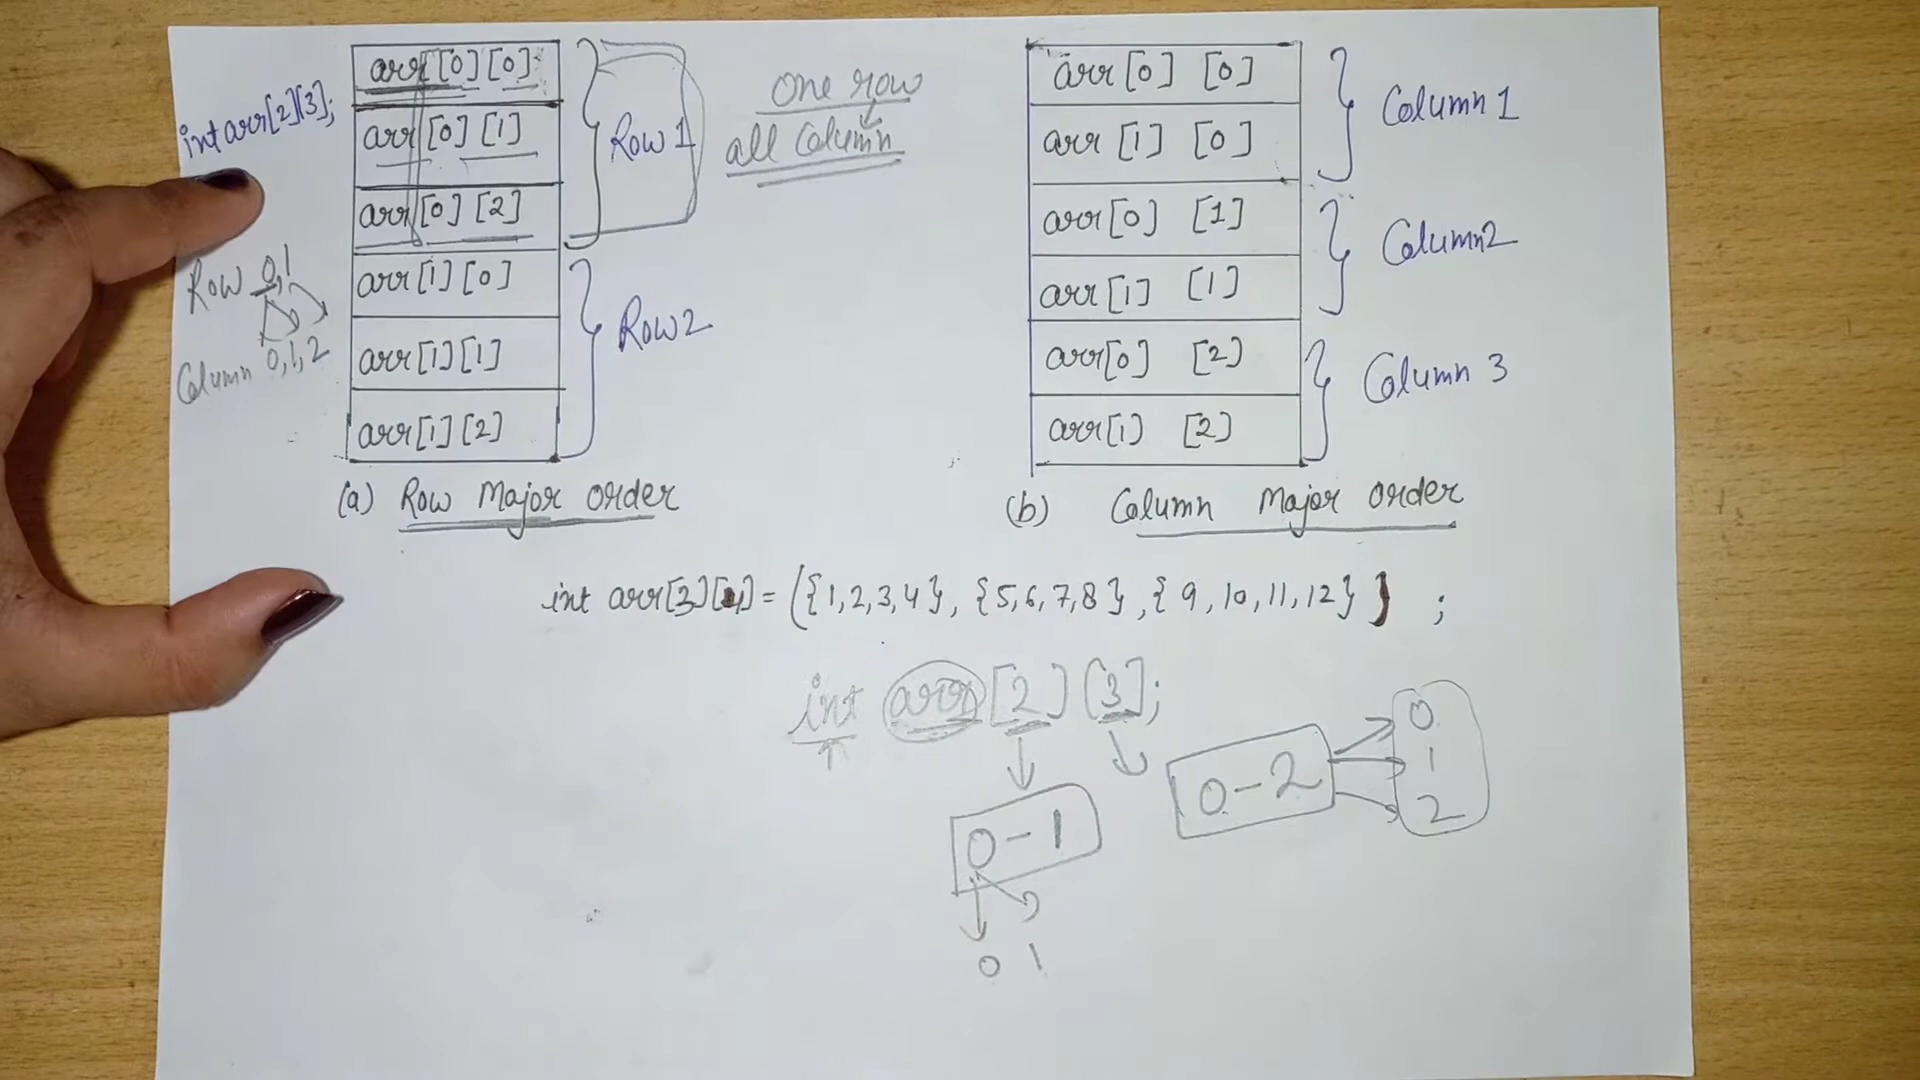 int arr[2][3];
arr[0][0]
arr[0][1]
arr[0][2]
Row 1
one row
all Column
arr[1][0]
arr[1][1]
arr[1][2]
Row 2
Row 0,1
Column 0,1,2
(a) Row Major order
arr[0] [0]
arr[1] [0]
Column 1
arr[0] [1]
arr[1] [1]
Column2
arr[0] [2]
arr[1] [2]
Column 3
(b) Column Major order
int arr[3][4] = {{1,2,3,4}, {5,6,7,8}, {9,10,11,12}};
int arr[2][3];
0-1
0 1
0-2
0
1
2